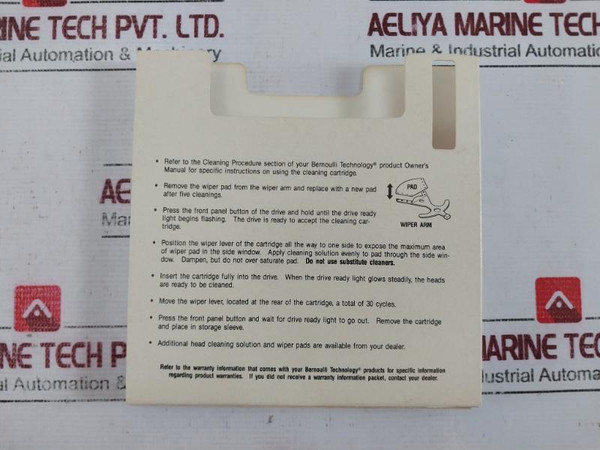 INE TECH PVT. LTD.
ial Automation & Machinery
AELIYA MARINE TECH
Marine & Industrial Automatio
• Refer to the Cleaning Procedure section of your Bernoulli Technology® product Owner's
Manual for specific instructions on using the cleaning cartridge.
• Remove the wiper pad from the wiper arm and replace with a new pad
after five cleanings.
PAD
WIPER ARM
• Press the front panel button of the drive and hold until the drive ready
light begins flashing. The drive is ready to accept the cleaning car-
tridge.
• Position the wiper lever of the cartridge all the way to one side to expose the maximum area
of wiper pad in the side window. Apply cleaning solution evenly to pad through the side win-
dow. Dampen, but do not over saturate pad. Do not use substitute cleaners.
• Insert the cartridge fully into the drive. When the drive ready light glows steadily, the heads
are ready to be cleaned.
• Move the wiper lever, located at the rear of the cartridge, a total of 30 cycles.
• Press the front panel button and wait for drive ready light to go out. Remove the cartridge
and place in storage sleeve.
• Additional head cleaning solution and wiper pads are available from your dealer.
Refer to the warranty information that comes with your Bernoulli Technology® products for specific information
regarding product warranties. If you did not receive a warranty information packet, contact your dealer.
AE
Ma
NE TECH P
ial Automation &
ARINE TECH
ustrial Automa